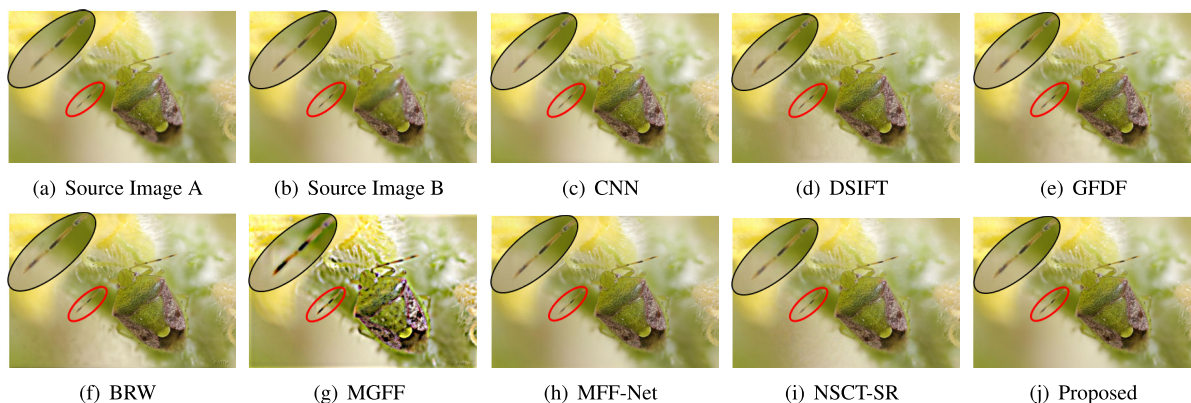 (a) Source Image A
(b) Source Image B
(c) CNN
(d) DSIFT
(e) GFDF
(f) BRW
(g) MGFF
(h) MFF-Net
(i) NSCT-SR
(j) Proposed